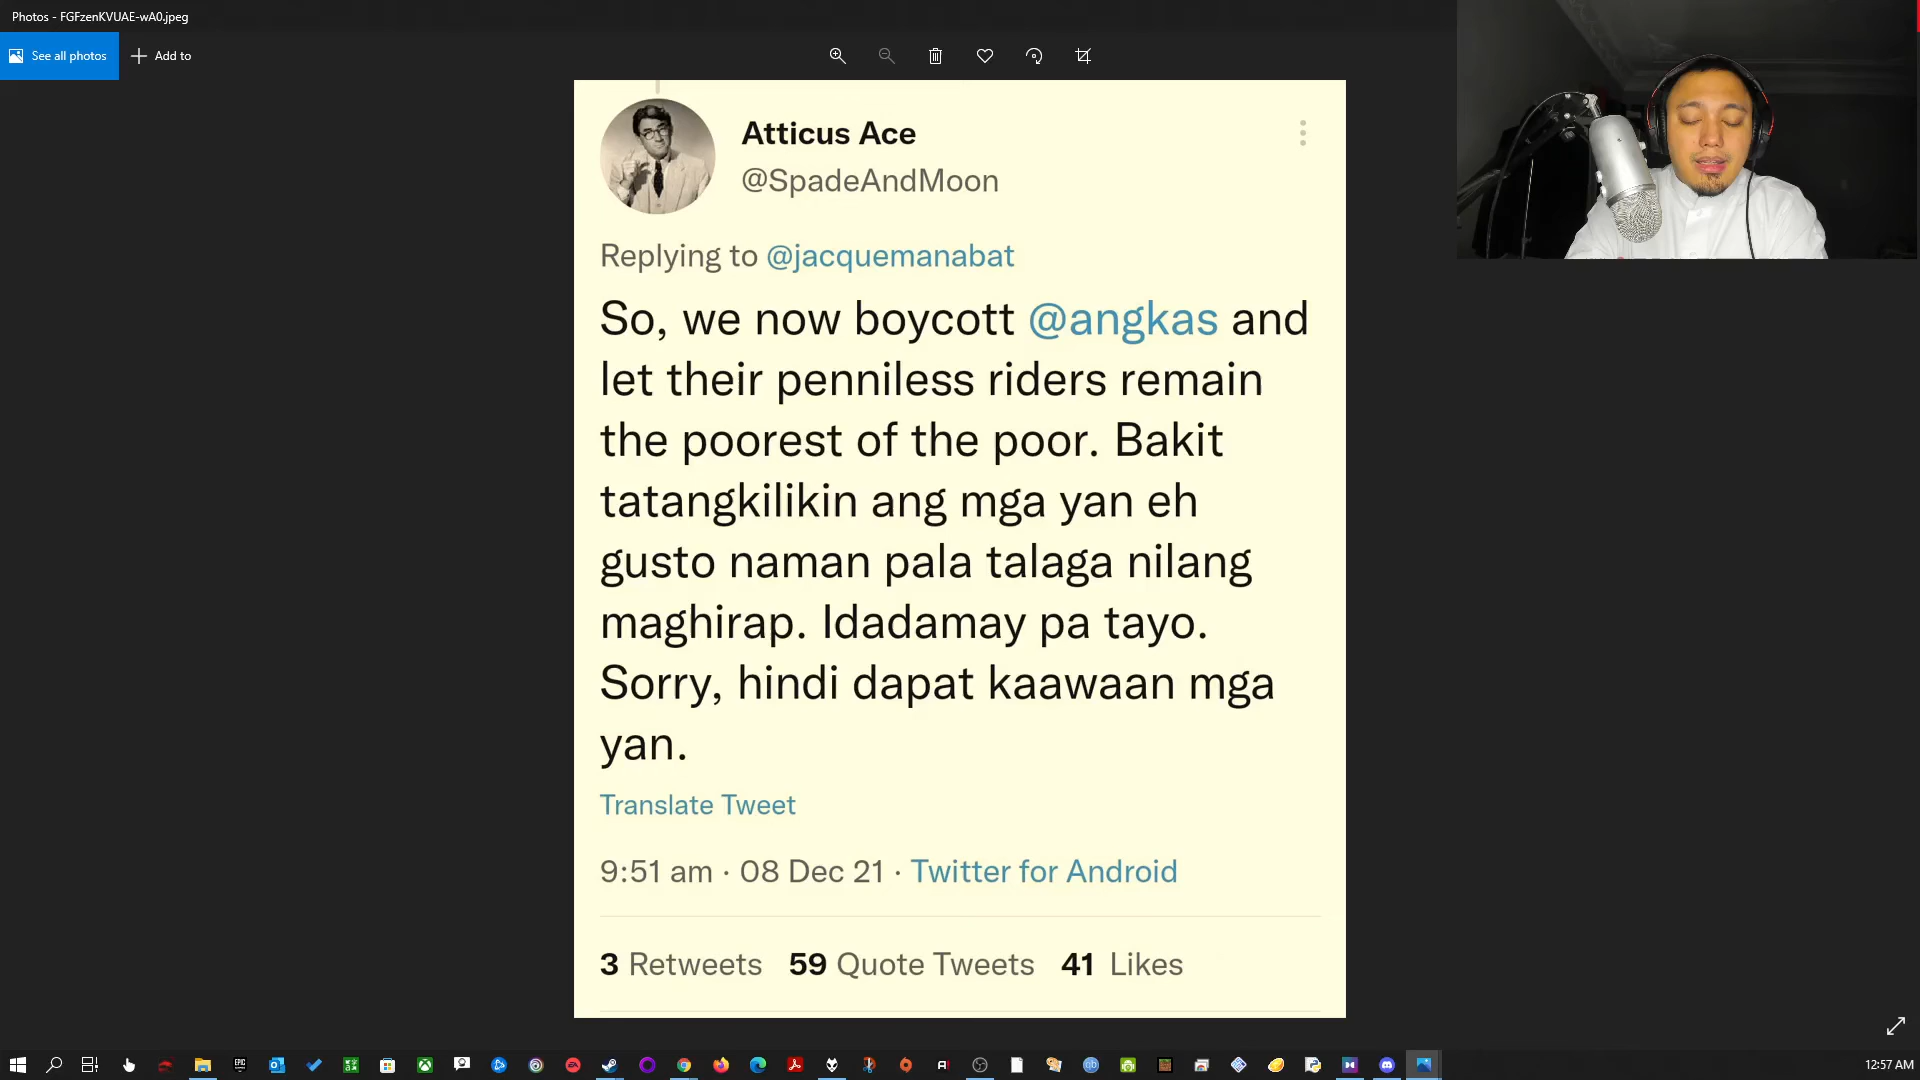 Photos - FGFzenKVUAE-wA0.jpeg
See all photos
Add to
Atticus Ace
@SpadeAndMoon
Replying to @jacquemanabat
So, we now boycott @angkas and
let their penniless riders remain
the poorest of the poor. Bakit
tatangkilikin ang mga yan eh
gusto naman pala talaga nilang
maghirap. Idadamay pa tayo.
Sorry, hindi dapat kaawaan mga
yan.
Translate Tweet
9:51 am · 08 Dec 21 · Twitter for Android
3 Retweets 59 Quote Tweets 41 Likes
12:57 AM